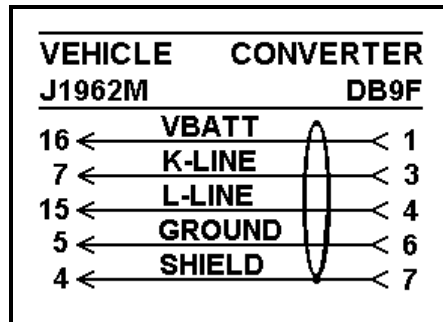 VEHICLE CONVERTER
J1962M DB9F
16 VBATT 1
7 K-LINE 3
15 L-LINE 4
5 GROUND 6
4 SHIELD 7